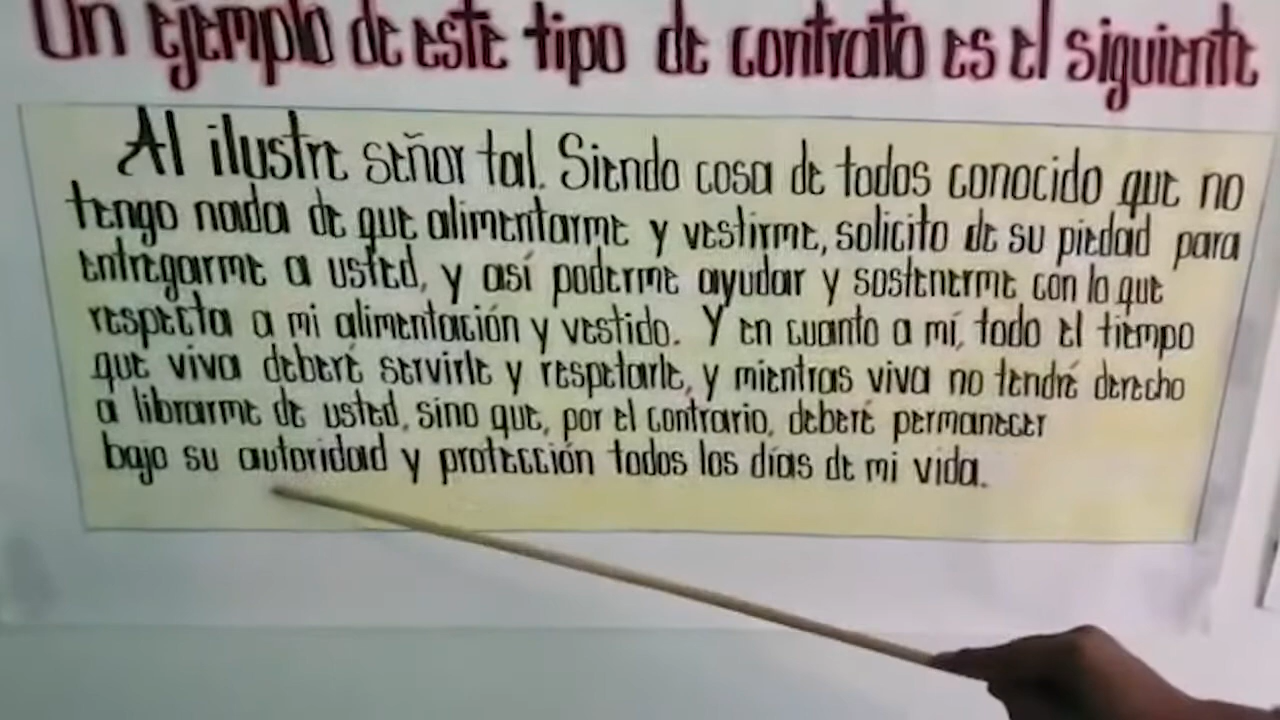 Un ejemplo de este tipo de contrato es el siguiente
Al ilustre señor tal. Siendo cosa de todos conocido que no
tengo nada de que alimentarme y vestirme, solicito de su piedad para
entregarme a usted, y así poderme ayudar y sostenerme con lo que
respecta a mi alimentación y vestido. Y en cuanto a mí, todo el tiempo
que viva deberé servirle y respetarle, y mientras viva no tendré derecho
a librarme de usted, sino que, por el contrario, deberé permanecer
bajo su autoridad y protección todos los días de mi vida.